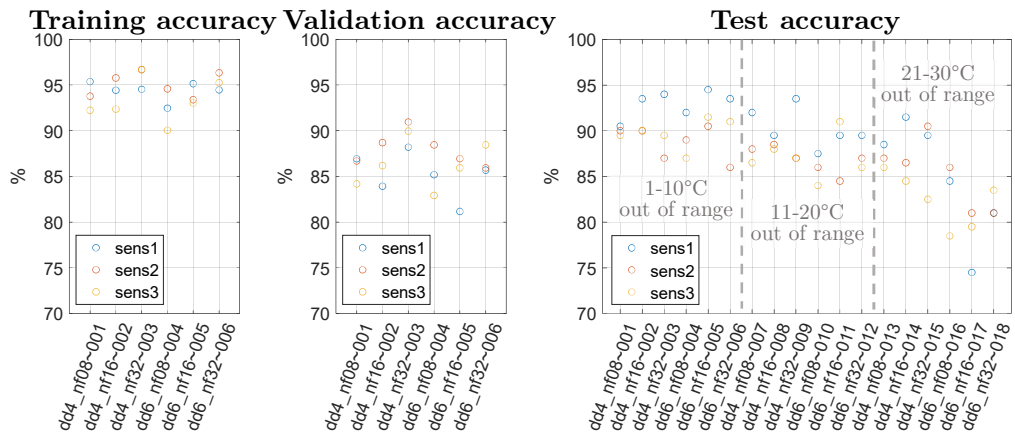 Training accuracy
100
95
90
85
80
75
70
%
sens1
sens2
sens3
dd4_nf08~001
dd4_nf16~002
dd4_nf32~003
dd6_nf08~004
dd6_nf16~005
dd6_nf32~006
Validation accuracy
100
95
90
85
80
75
70
%
sens1
sens2
sens3
dd4_nf08~001
dd4_nf16~002
dd4_nf32~003
dd6_nf08~004
dd6_nf16~005
dd6_nf32~006
Test accuracy
100
95
90
85
80
75
70
%
21-30°C
out of range
1-10°C
out of range
11-20°C
out of range
sens1
sens2
sens3
dd4_nf08~001
dd4_nf16~002
dd4_nf32~003
dd6_nf08~004
dd6_nf16~005
dd6_nf32~006
dd4_nf08~007
dd4_nf16~008
dd4_nf32~009
dd6_nf08~010
dd6_nf16~011
dd6_nf32~012
dd4_nf08~013
dd4_nf16~014
dd4_nf32~015
dd6_nf08~016
dd6_nf16~017
dd6_nf32~018